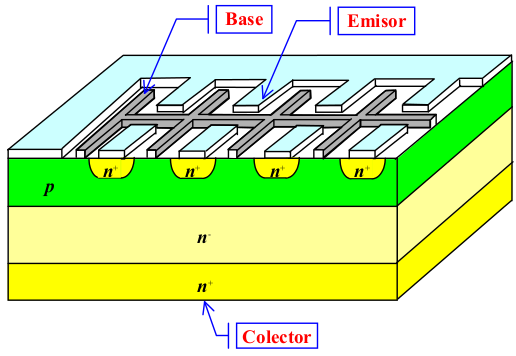 Base
Emisor
n+
n+
n+
n+
p
n-
n+
Colector